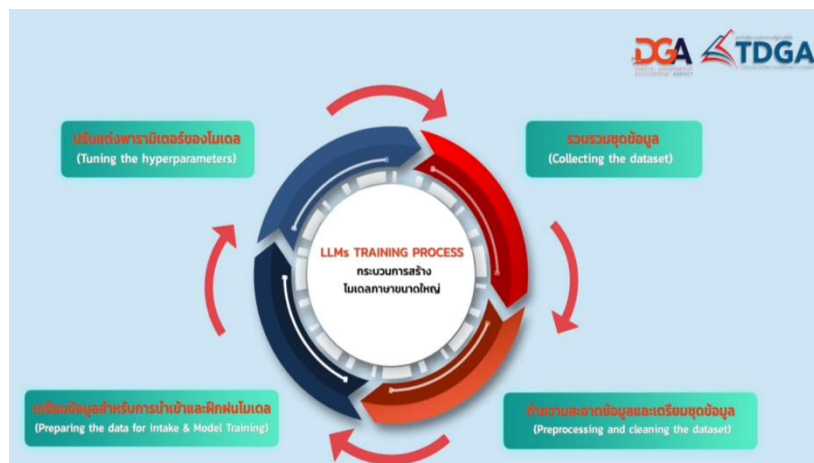 DGA
TDGA
ปรับแต่งพารามิเตอร์ของโมเดล
(Tuning the hyperparameters)
รวบรวมชุดข้อมูล
(Collecting the dataset)
LLMs TRAINING PROCESS
กระบวนการสร้าง
โมเดลภาษาขนาดใหญ่
เตรียมข้อมูลสำหรับการนำเข้าและฝึกฝนโมเดล
(Preparing the data for intake & Model Training)
ทำความสะอาดข้อมูลและเตรียมชุดข้อมูล
(Preprocessing and cleaning the dataset)